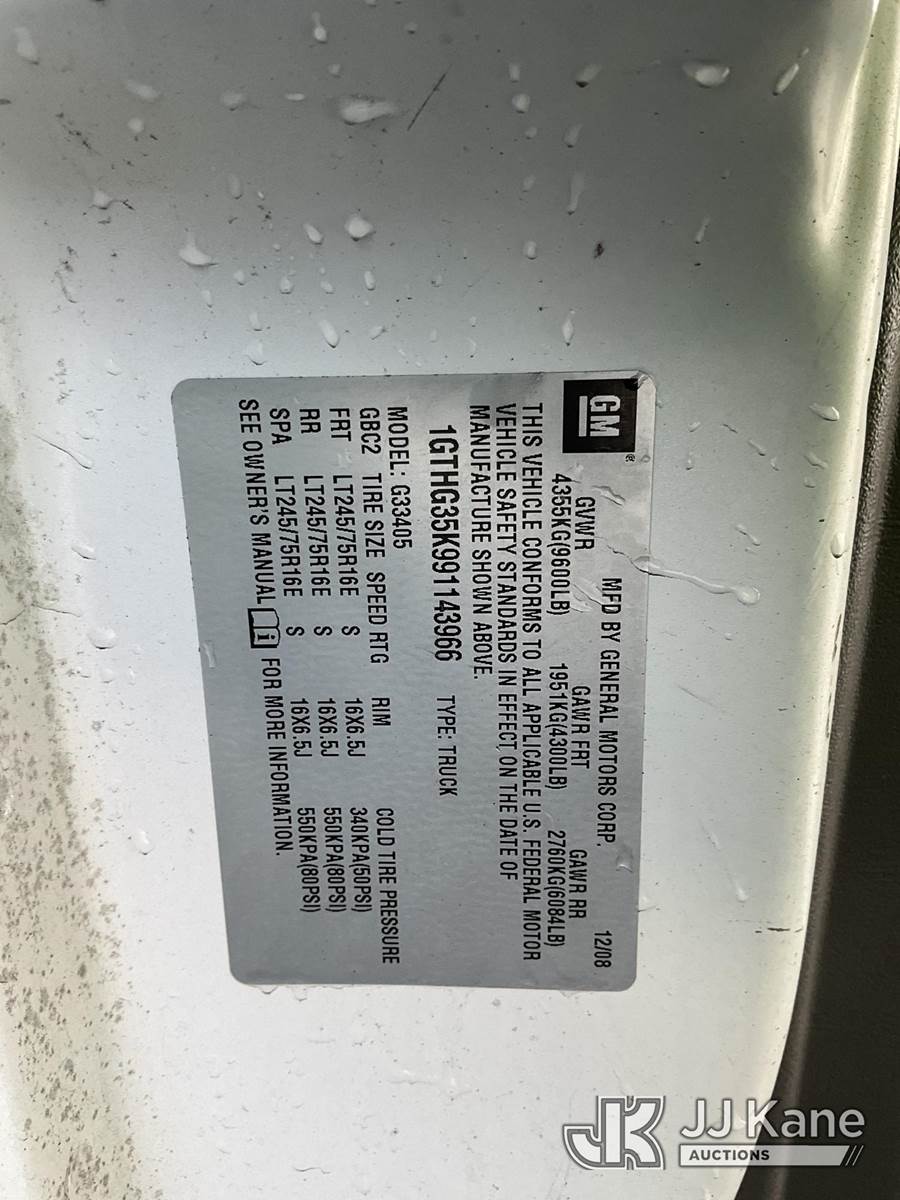 GM®
MFD BY GENERAL MOTORS CORP. 12/08
GVWR GAWR FRT GAWR RR
4355KG(9600LB) 1951KG(4300LB) 2760KG(6084LB)
THIS VEHICLE CONFORMS TO ALL APPLICABLE U.S. FEDERAL MOTOR
VEHICLE SAFETY STANDARDS IN EFFECT, ON THE DATE OF
MANUFACTURE SHOWN ABOVE.
1GTHG35K991143966 TYPE: TRUCK
MODEL: G33405
GBC2 TIRE SIZE SPEED RTG RIM COLD TIRE PRESSURE
FRT LT245/75R16E S 16X6.5J 340KPA(50PSI)
RR LT245/75R16E S 16X6.5J 550KPA(80PSI)
SPA LT245/75R16E S 16X6.5J 550KPA(80PSI)
SEE OWNER'S MANUAL FOR MORE INFORMATION.
JK JJ Kane
AUCTIONS